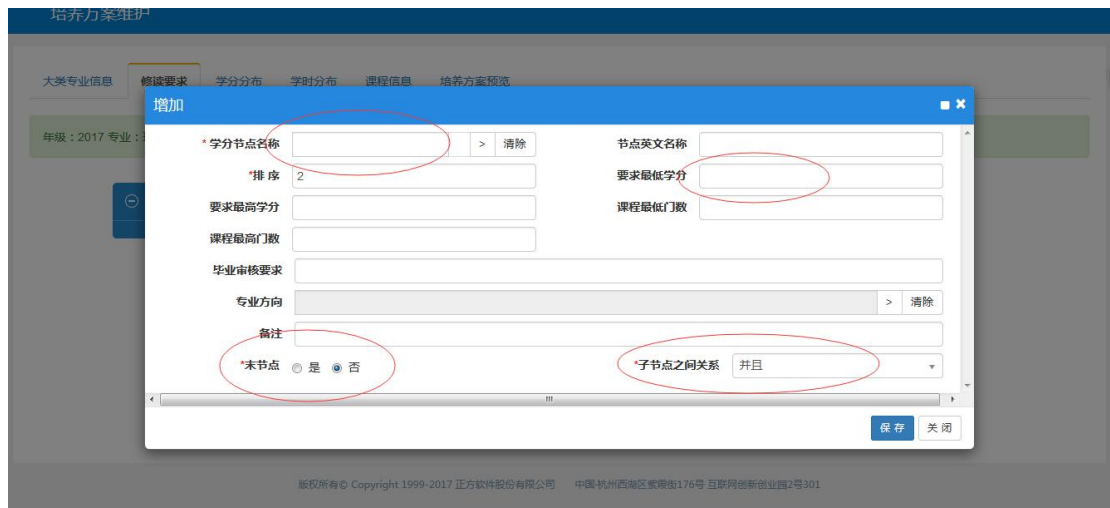 培养方案维护
大类专业信息 修读要求 学分分布 学时分布 课程信息 培养方案预览
增加
年级：2017 专业：
* 学分节点名称 > 清除 节点英文名称
*排 序 2 要求最低学分
要求最高学分 课程最低门数
课程最高门数
毕业审核要求
专业方向 > 清除
备注
*末节点 是 否 *子节点之间关系 并且
保 存 关 闭
版权所有© Copyright 1999-2017 正方软件股份有限公司 中国·杭州西湖区紫霞街176号 互联网创新创业园2号301